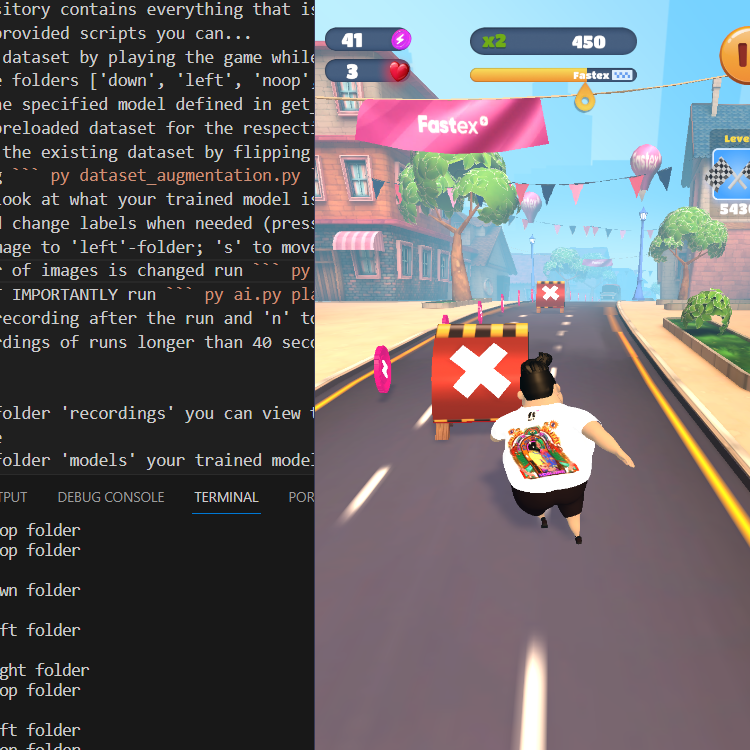 sitory contains everything that is
provided scripts you can...
dataset by playing the game while
e folders ['down', 'left', 'noop',
he specified model defined in get_
preloaded dataset for the respecti
the existing dataset by flipping
g ``` py dataset_augmentation.py
look at what your trained model is
d change labels when needed (press
mage to 'left'-folder; 's' to move
r of images is changed run ``` py
T IMPORTANTLY run ``` py ai.py pla
recording after the run and 'n' to
rdings of runs longer than 40 seco
folder 'recordings' you can view t
e
folder 'models' your trained model
TPUT DEBUG CONSOLE TERMINAL POR
op folder
op folder
wn folder
ft folder
ght folder
op folder
ft folder
op folder
41
3
x2 450
Fastex
Fastex
Fastex
Leve
5430